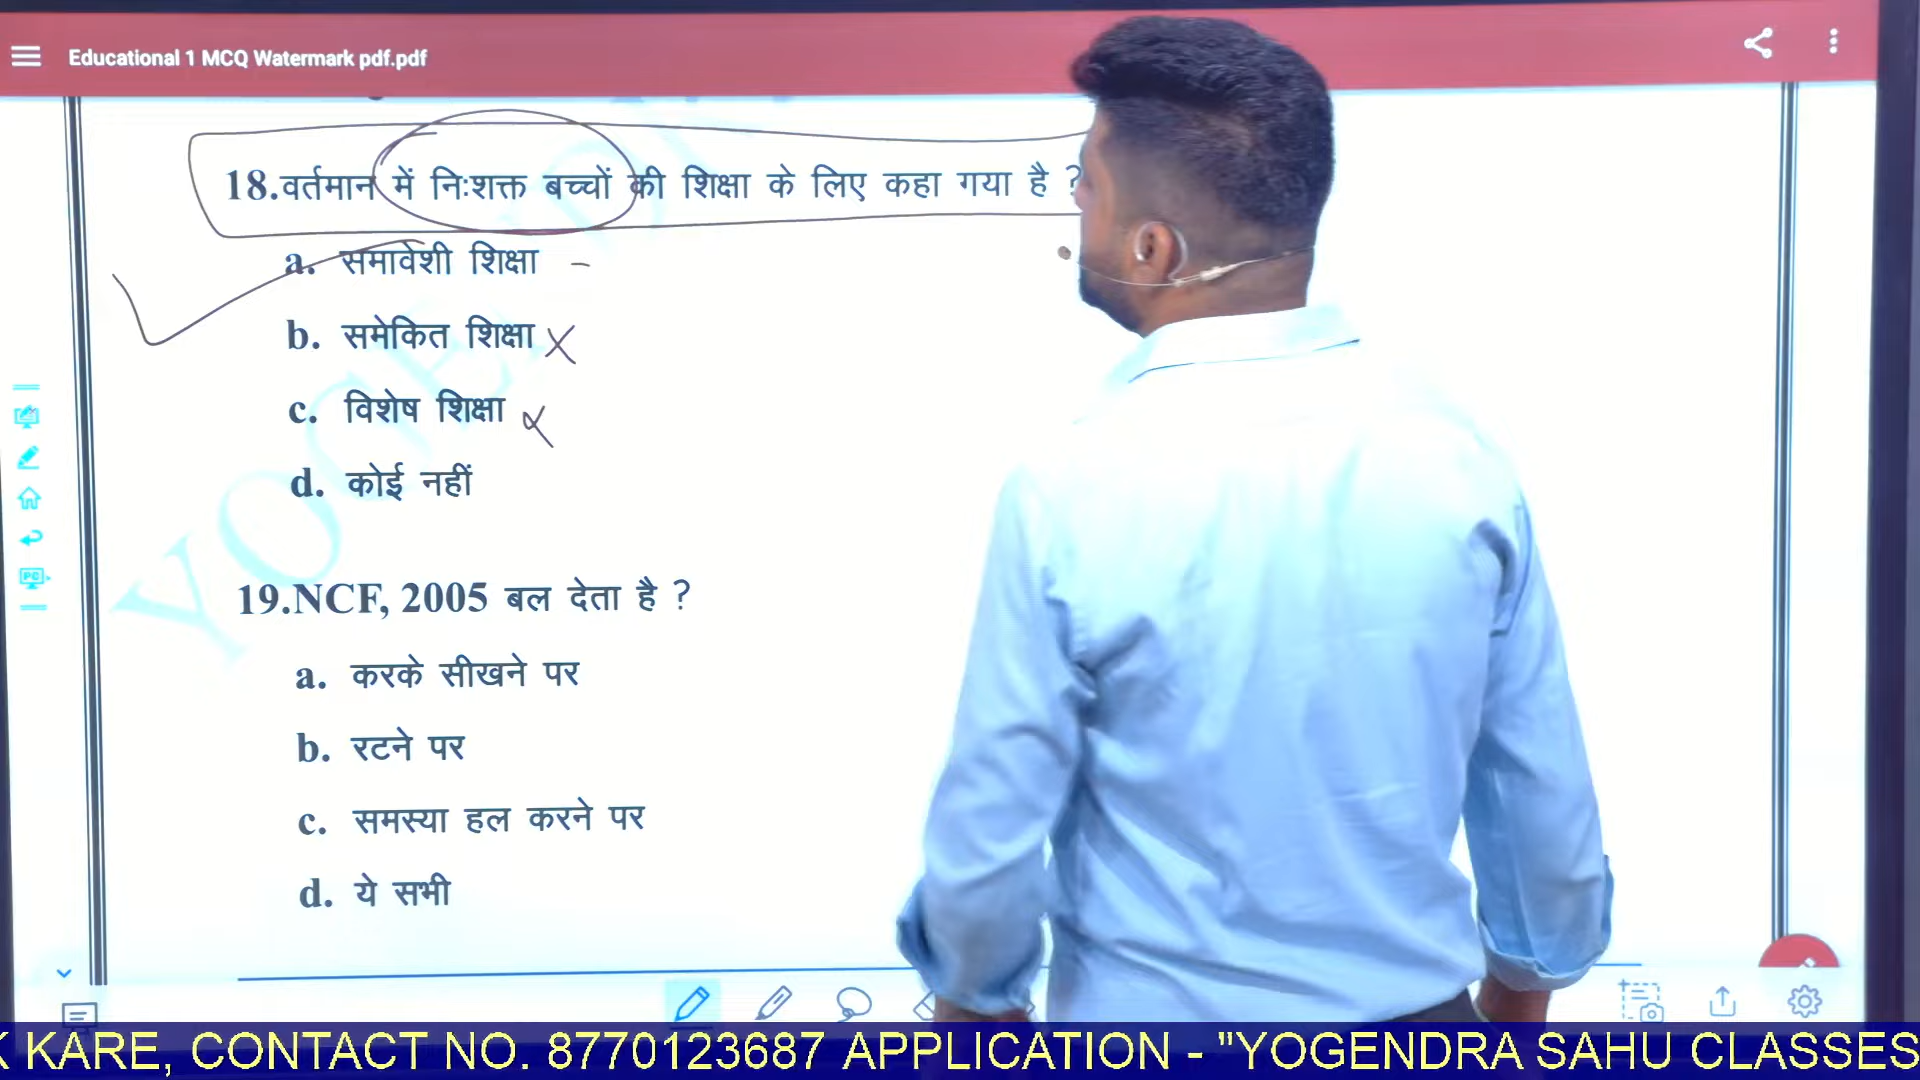 Educational 1 MCQ Watermark pdf.pdf
18.वर्तमान में निःशक्त बच्चों की शिक्षा के लिए कहा गया है ?
a. समावेशी शिक्षा
b. समेकित शिक्षा
c. विशेष शिक्षा
d. कोई नहीं
19.NCF, 2005 बल देता है ?
a. करके सीखने पर
b. रटने पर
c. समस्या हल करने पर
d. ये सभी
K KARE, CONTACT NO. 8770123687 APPLICATION - "YOGENDRA SAHU CLASSES